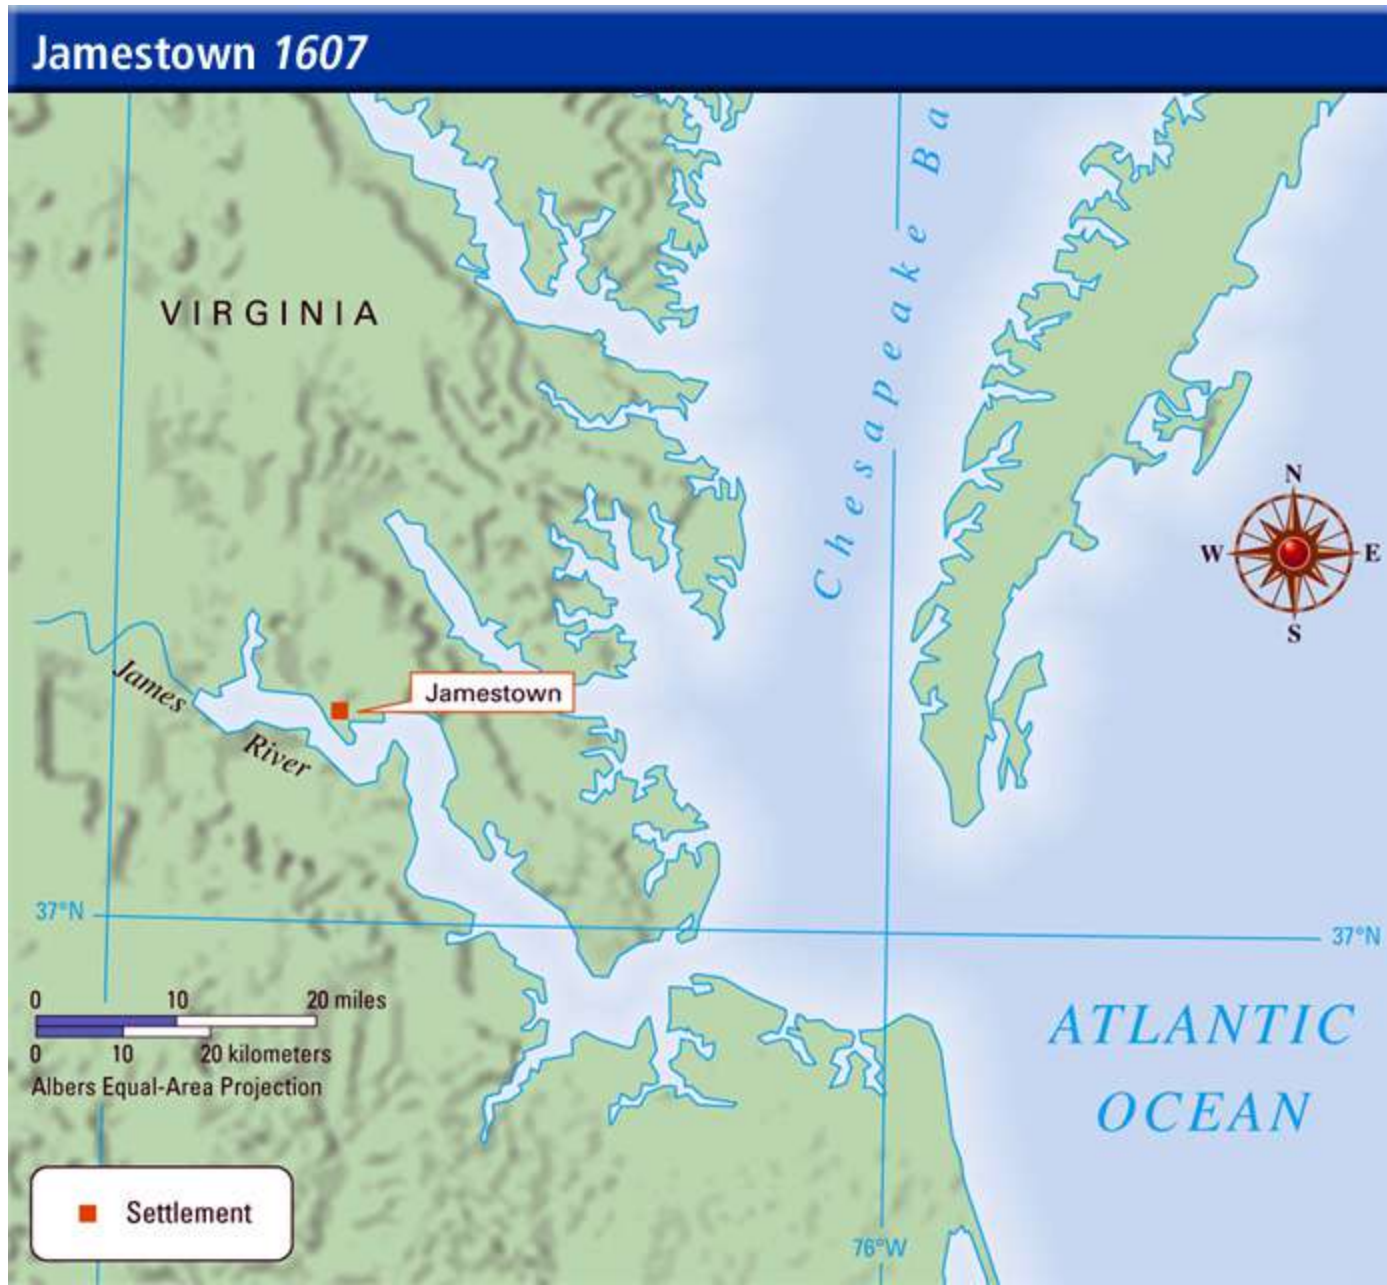 Jamestown 1607
Chesapeake Ba
VIRGINIA
N
W E
S
Jamestown
James
River
37°N
37°N
0 10 20 miles
0 10 20 kilometers
Albers Equal-Area Projection
ATLANTIC
OCEAN
Settlement
76°W